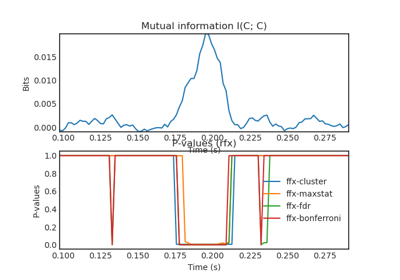 Mutual information I(C; C)
0.015
0.010
0.005
0.000
Bits
0.100 0.125 0.150 0.175 0.200 0.225 0.250 0.275
Time (s)
P-values (rfx)
1.0
0.8
0.6
0.4
0.2
0.0
P-values
ffx-cluster
ffx-maxstat
ffx-fdr
ffx-bonferroni
0.100 0.125 0.150 0.175 0.200 0.225 0.250 0.275
Time (s)